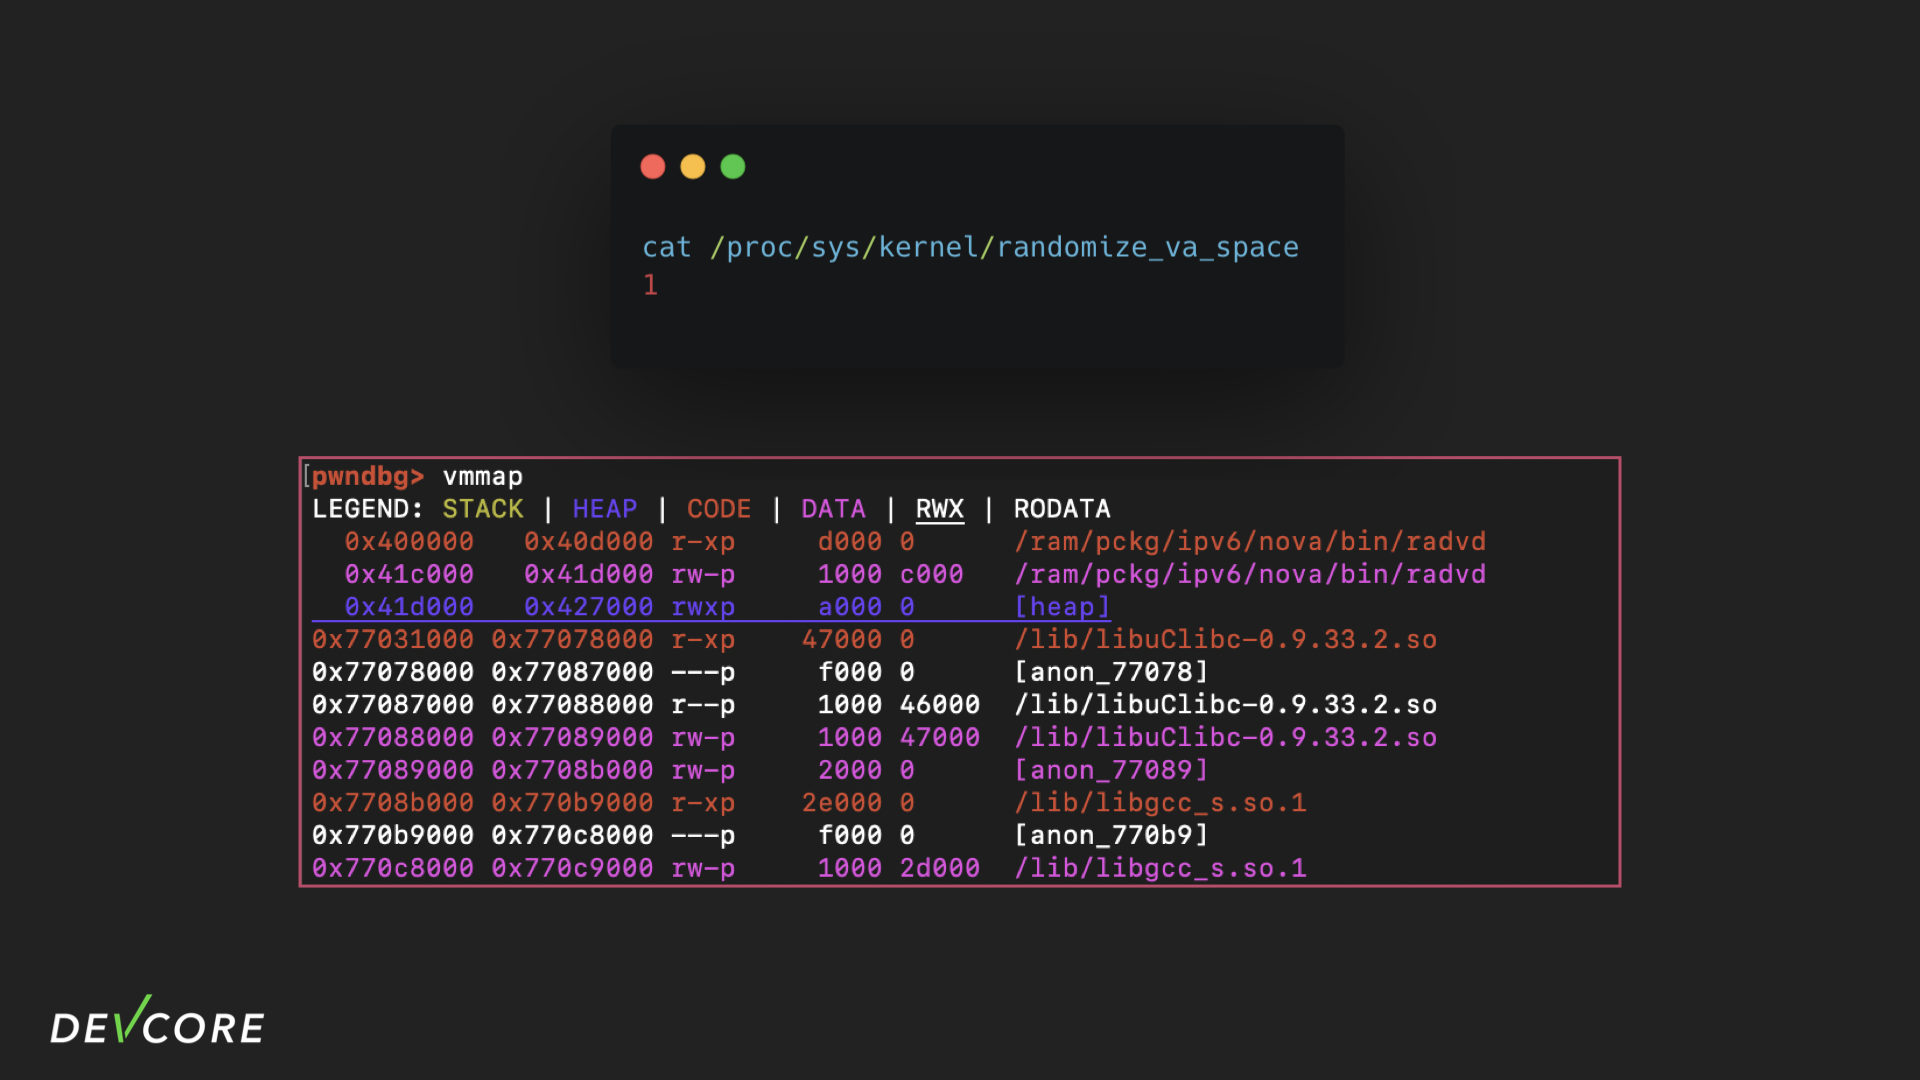 cat /proc/sys/kernel/randomize_va_space
1
[pwndbg> vmmap
LEGEND: STACK | HEAP | CODE | DATA | RWX | RODATA
0x400000 0x40d000 r-xp d000 0 /ram/pckg/ipv6/nova/bin/radvd
0x41c000 0x41d000 rw-p 1000 c000 /ram/pckg/ipv6/nova/bin/radvd
0x41d000 0x427000 rwxp a000 0 [heap]
0x77031000 0x77078000 r-xp 47000 0 /lib/libuClibc-0.9.33.2.so
0x77078000 0x77087000 ---p f000 0 [anon_77078]
0x77087000 0x77088000 r--p 1000 46000 /lib/libuClibc-0.9.33.2.so
0x77088000 0x77089000 rw-p 1000 47000 /lib/libuClibc-0.9.33.2.so
0x77089000 0x7708b000 rw-p 2000 0 [anon_77089]
0x7708b000 0x770b9000 r-xp 2e000 0 /lib/libgcc_s.so.1
0x770b9000 0x770c8000 ---p f000 0 [anon_770b9]
0x770c8000 0x770c9000 rw-p 1000 2d000 /lib/libgcc_s.so.1
DEVCORE